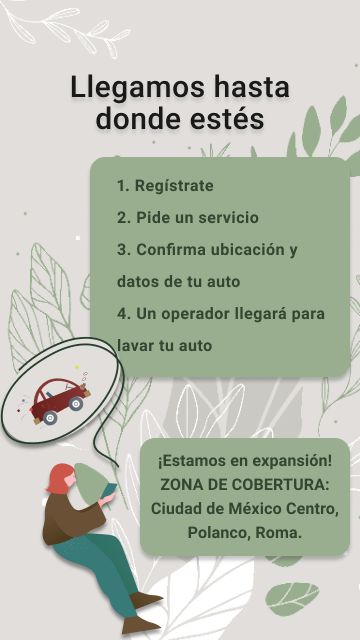 Llegamos hasta
donde estés
1. Regístrate
2. Pide un servicio
3. Confirma ubicación y
datos de tu auto
4. Un operador llegará para
lavar tu auto
¡Estamos en expansión!
ZONA DE COBERTURA:
Ciudad de México Centro,
Polanco, Roma.